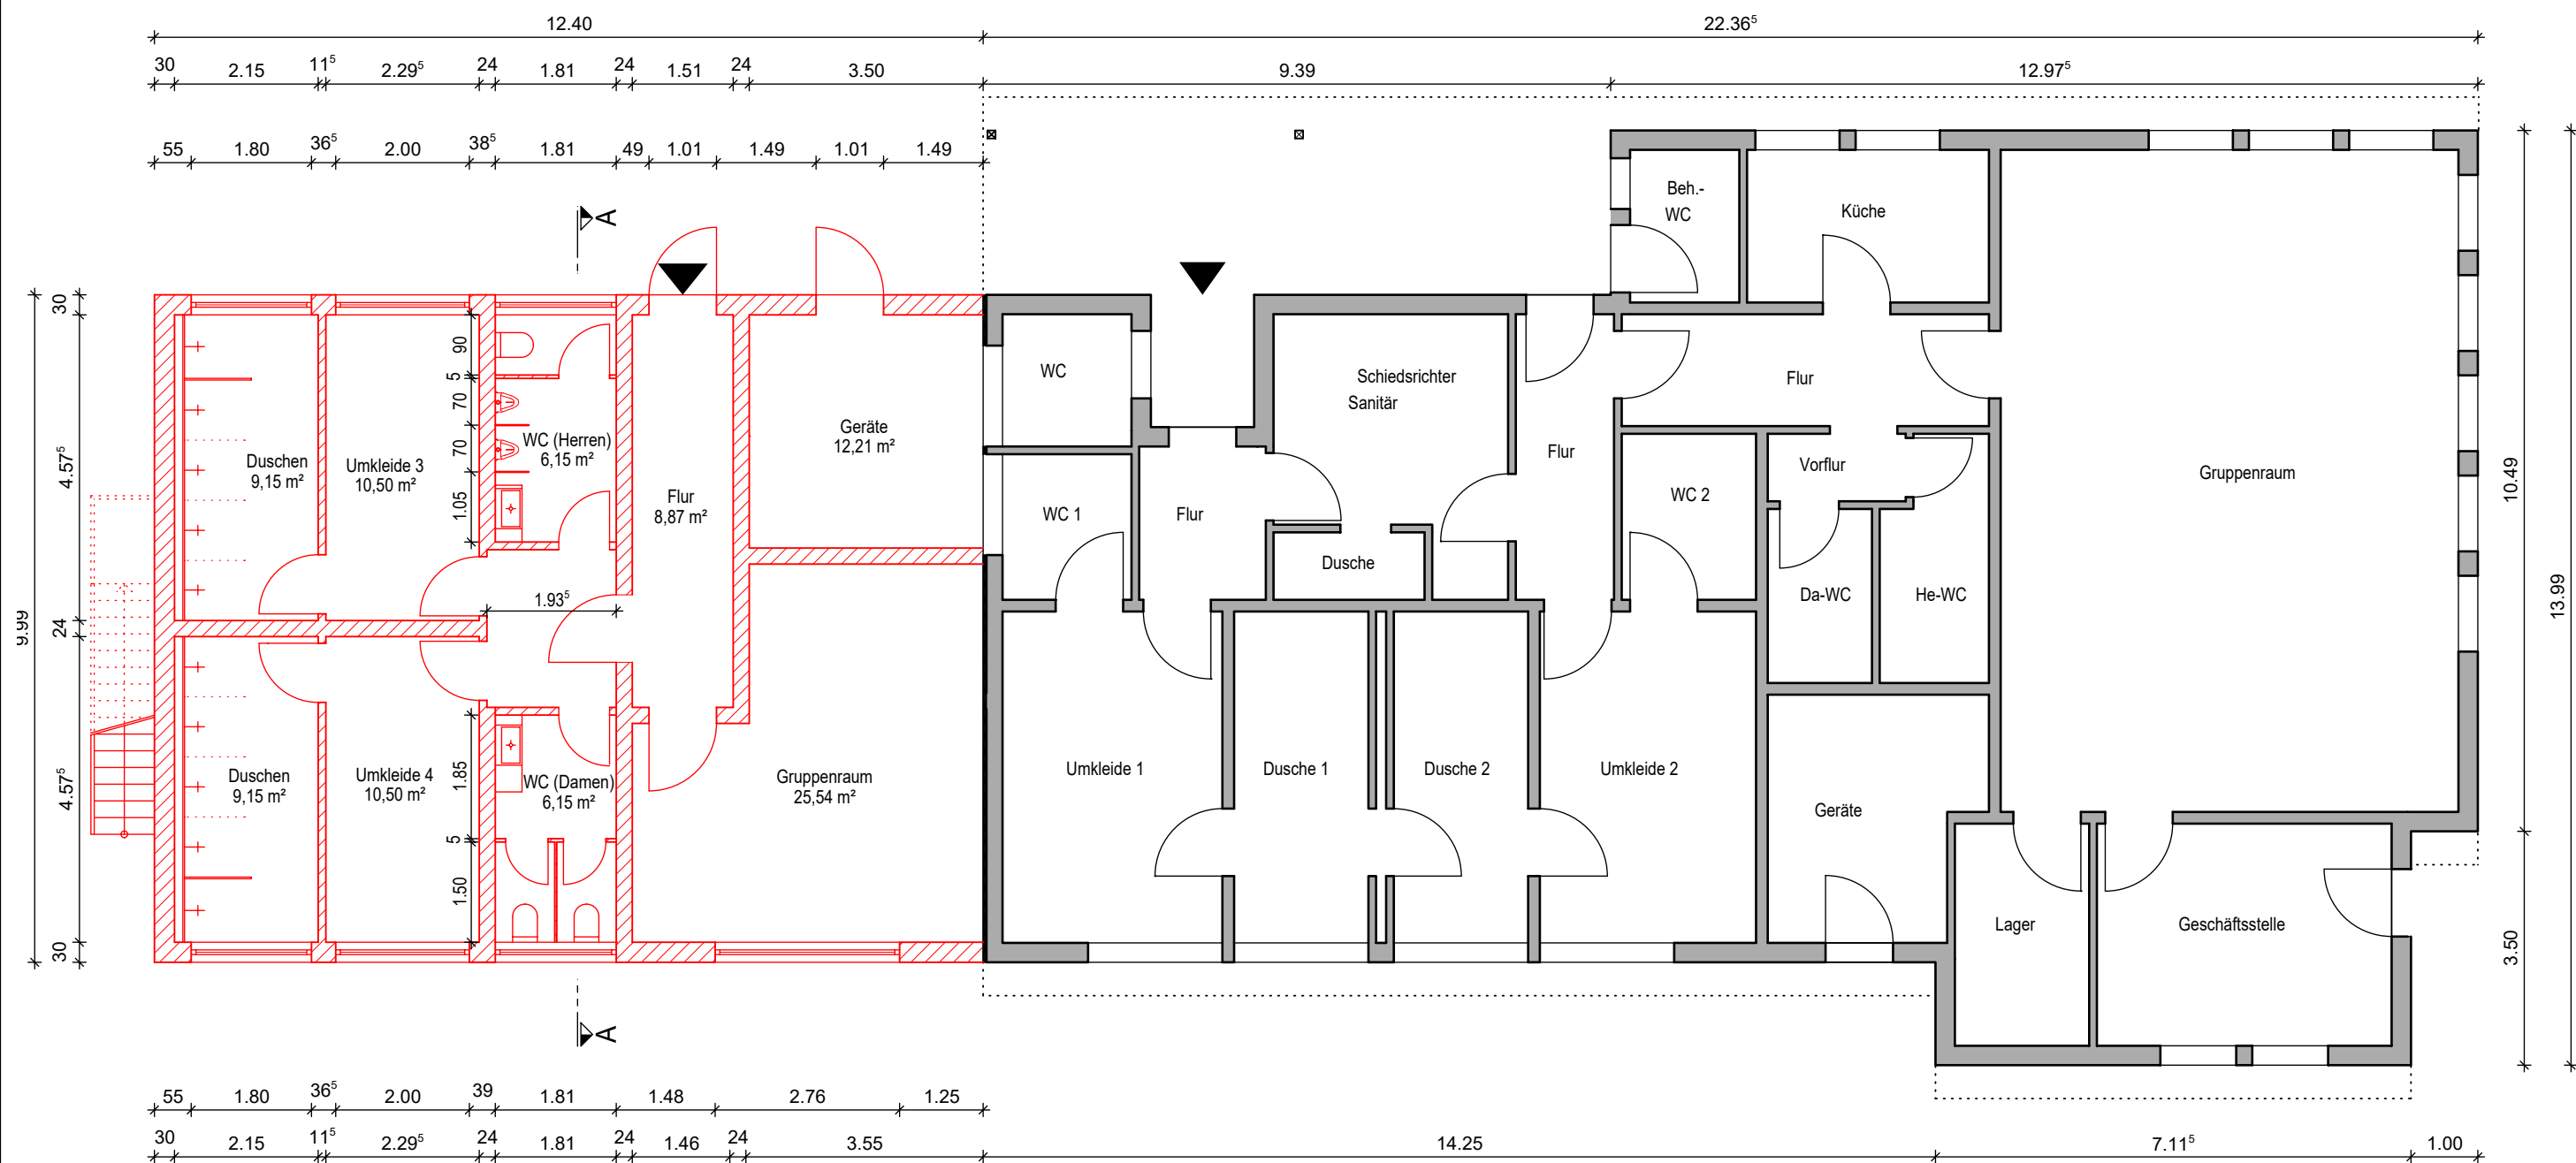 12.40 22.36⁵
30 2.15 11⁵ 2.29⁵ 24 1.81 24 1.51 24 3.50 9.39 12.97⁵
55 1.80 36⁵ 2.00 38⁵ 1.81 49 1.01 1.49 1.01 1.49
A
Beh.-
WC
Küche
30
90
5
70
70
1.05
4.57⁵
24
9.99
4.57⁵
1.85
5
1.50
30
WC
Schiedsrichter
Sanitär
Flur
Geräte
12,21 m²
WC (Herren)
6,15 m²
Duschen
9,15 m²
Umkleide 3
10,50 m²
Flur
8,87 m²
Flur
Vorflur
Gruppenraum
10.49
WC 2
WC 1
Flur
Dusche
13.99
1.93⁵
Da-WC
He-WC
Duschen
9,15 m²
Umkleide 4
10,50 m²
WC (Damen)
6,15 m²
Gruppenraum
25,54 m²
Umkleide 1
Dusche 1
Dusche 2
Umkleide 2
Geräte
Lager
Geschäftsstelle
3.50
A
55 1.80 36⁵ 2.00 39 1.81 1.48 2.76 1.25
30 2.15 11⁵ 2.29⁵ 24 1.81 24 1.46 24 3.55 14.25 7.11⁵ 1.00